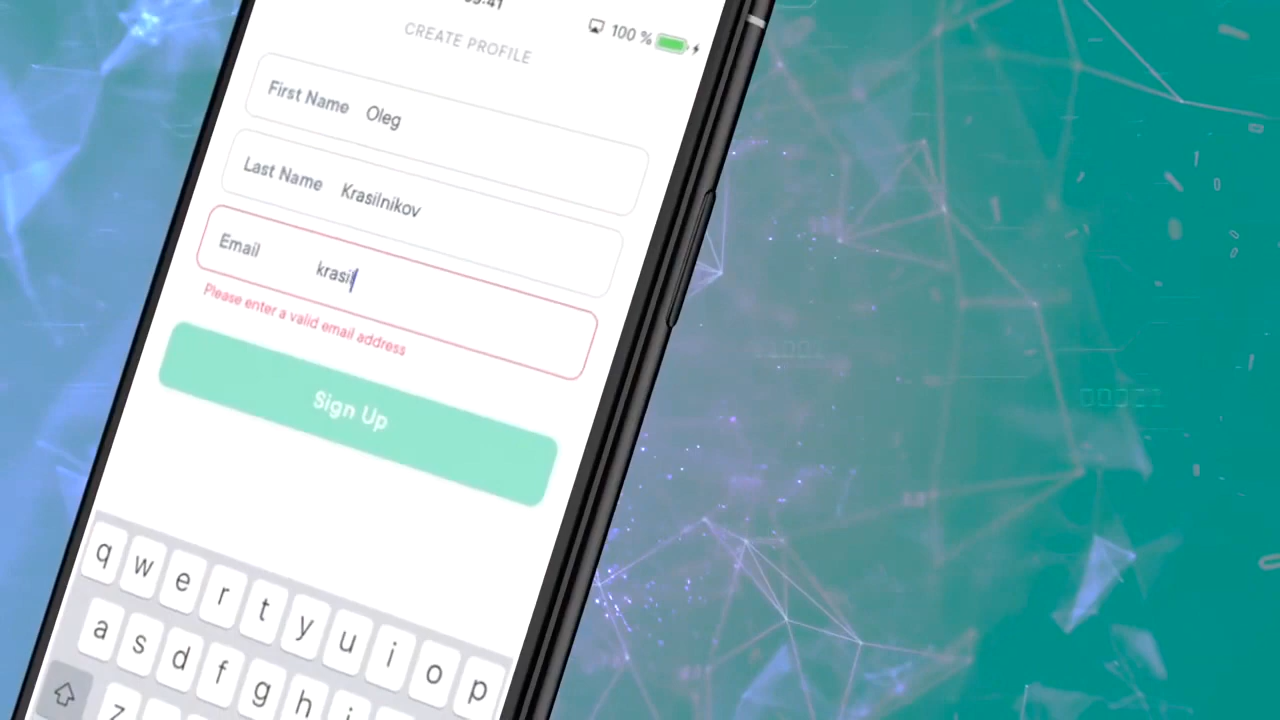 100 %
CREATE PROFILE
First Name Oleg
Last Name Krasilnikov
Email krasil
Please enter a valid email address
Sign Up
q w e r t y u i o p
a s d f g h
z